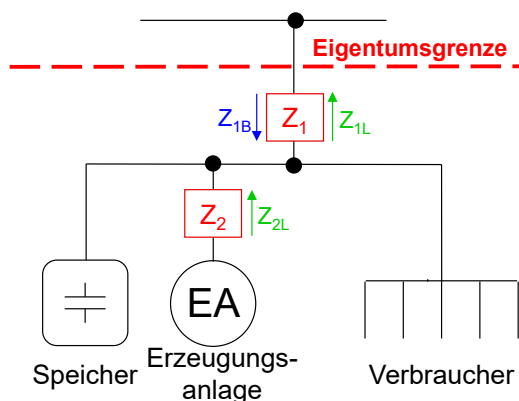 Eigentumsgrenze
Z1B
Z1
Z1L
Z2
Z2L
EA
Speicher
Erzeugungs-
anlage
Verbraucher